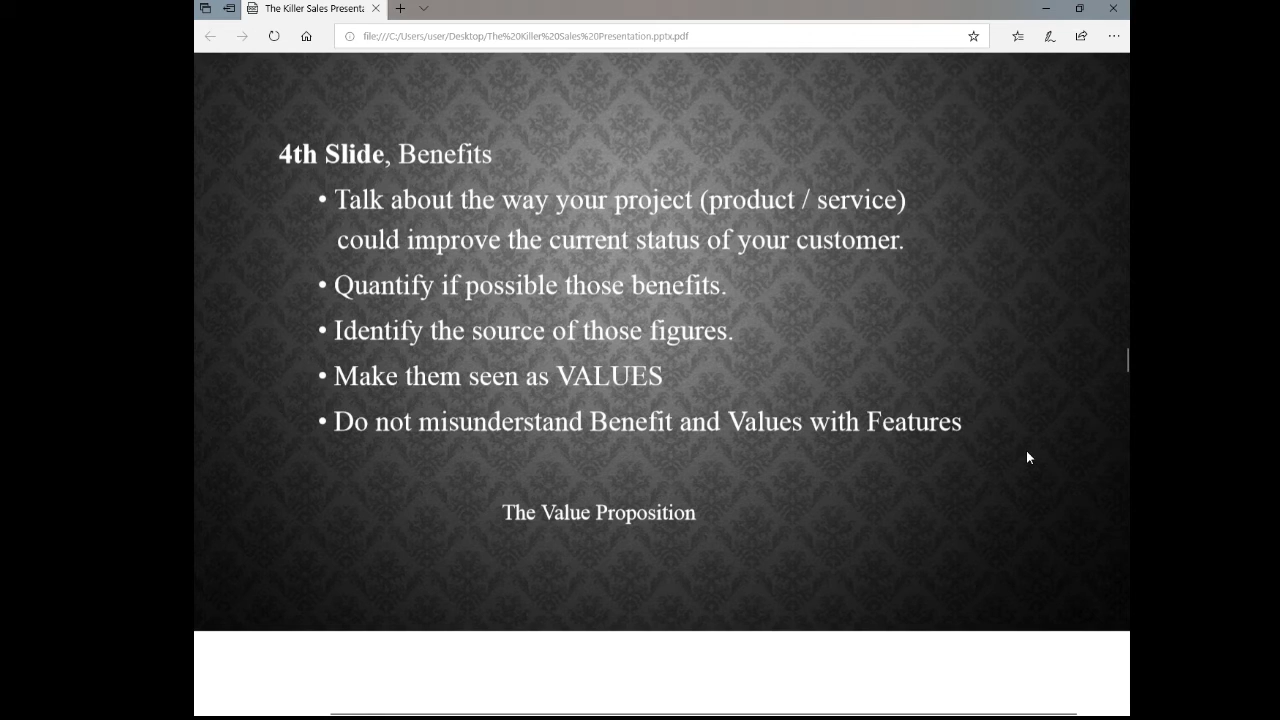 The Killer Sales Presenta
file:///C:/Users/user/Desktop/The%20Killer%20Sales%20Presentation.pptx.pdf
4th Slide, Benefits
• Talk about the way your project (product / service)
could improve the current status of your customer.
• Quantify if possible those benefits.
• Identify the source of those figures.
• Make them seen as VALUES
• Do not misunderstand Benefit and Values with Features
The Value Proposition